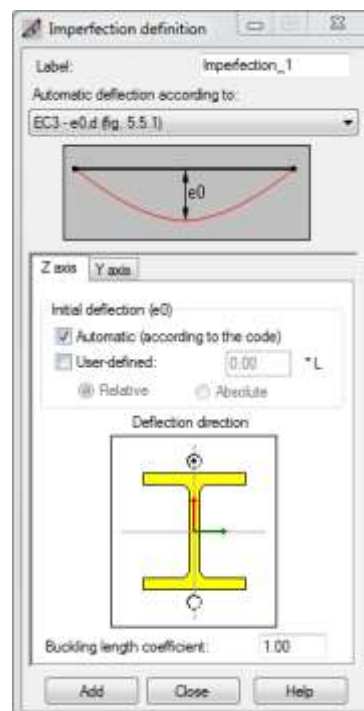 Imperfection definition
Label: Imperfection_1
Automatic deflection according to:
EC3 - e0.d (fig. 5.5.1)
e0
Z axis Y axis
Initial deflection (e0)
Automatic (according to the code)
User-defined: 0.00 * L
Relative Absolute
Deflection direction
Buckling length coefficient: 1.00
Add Close Help